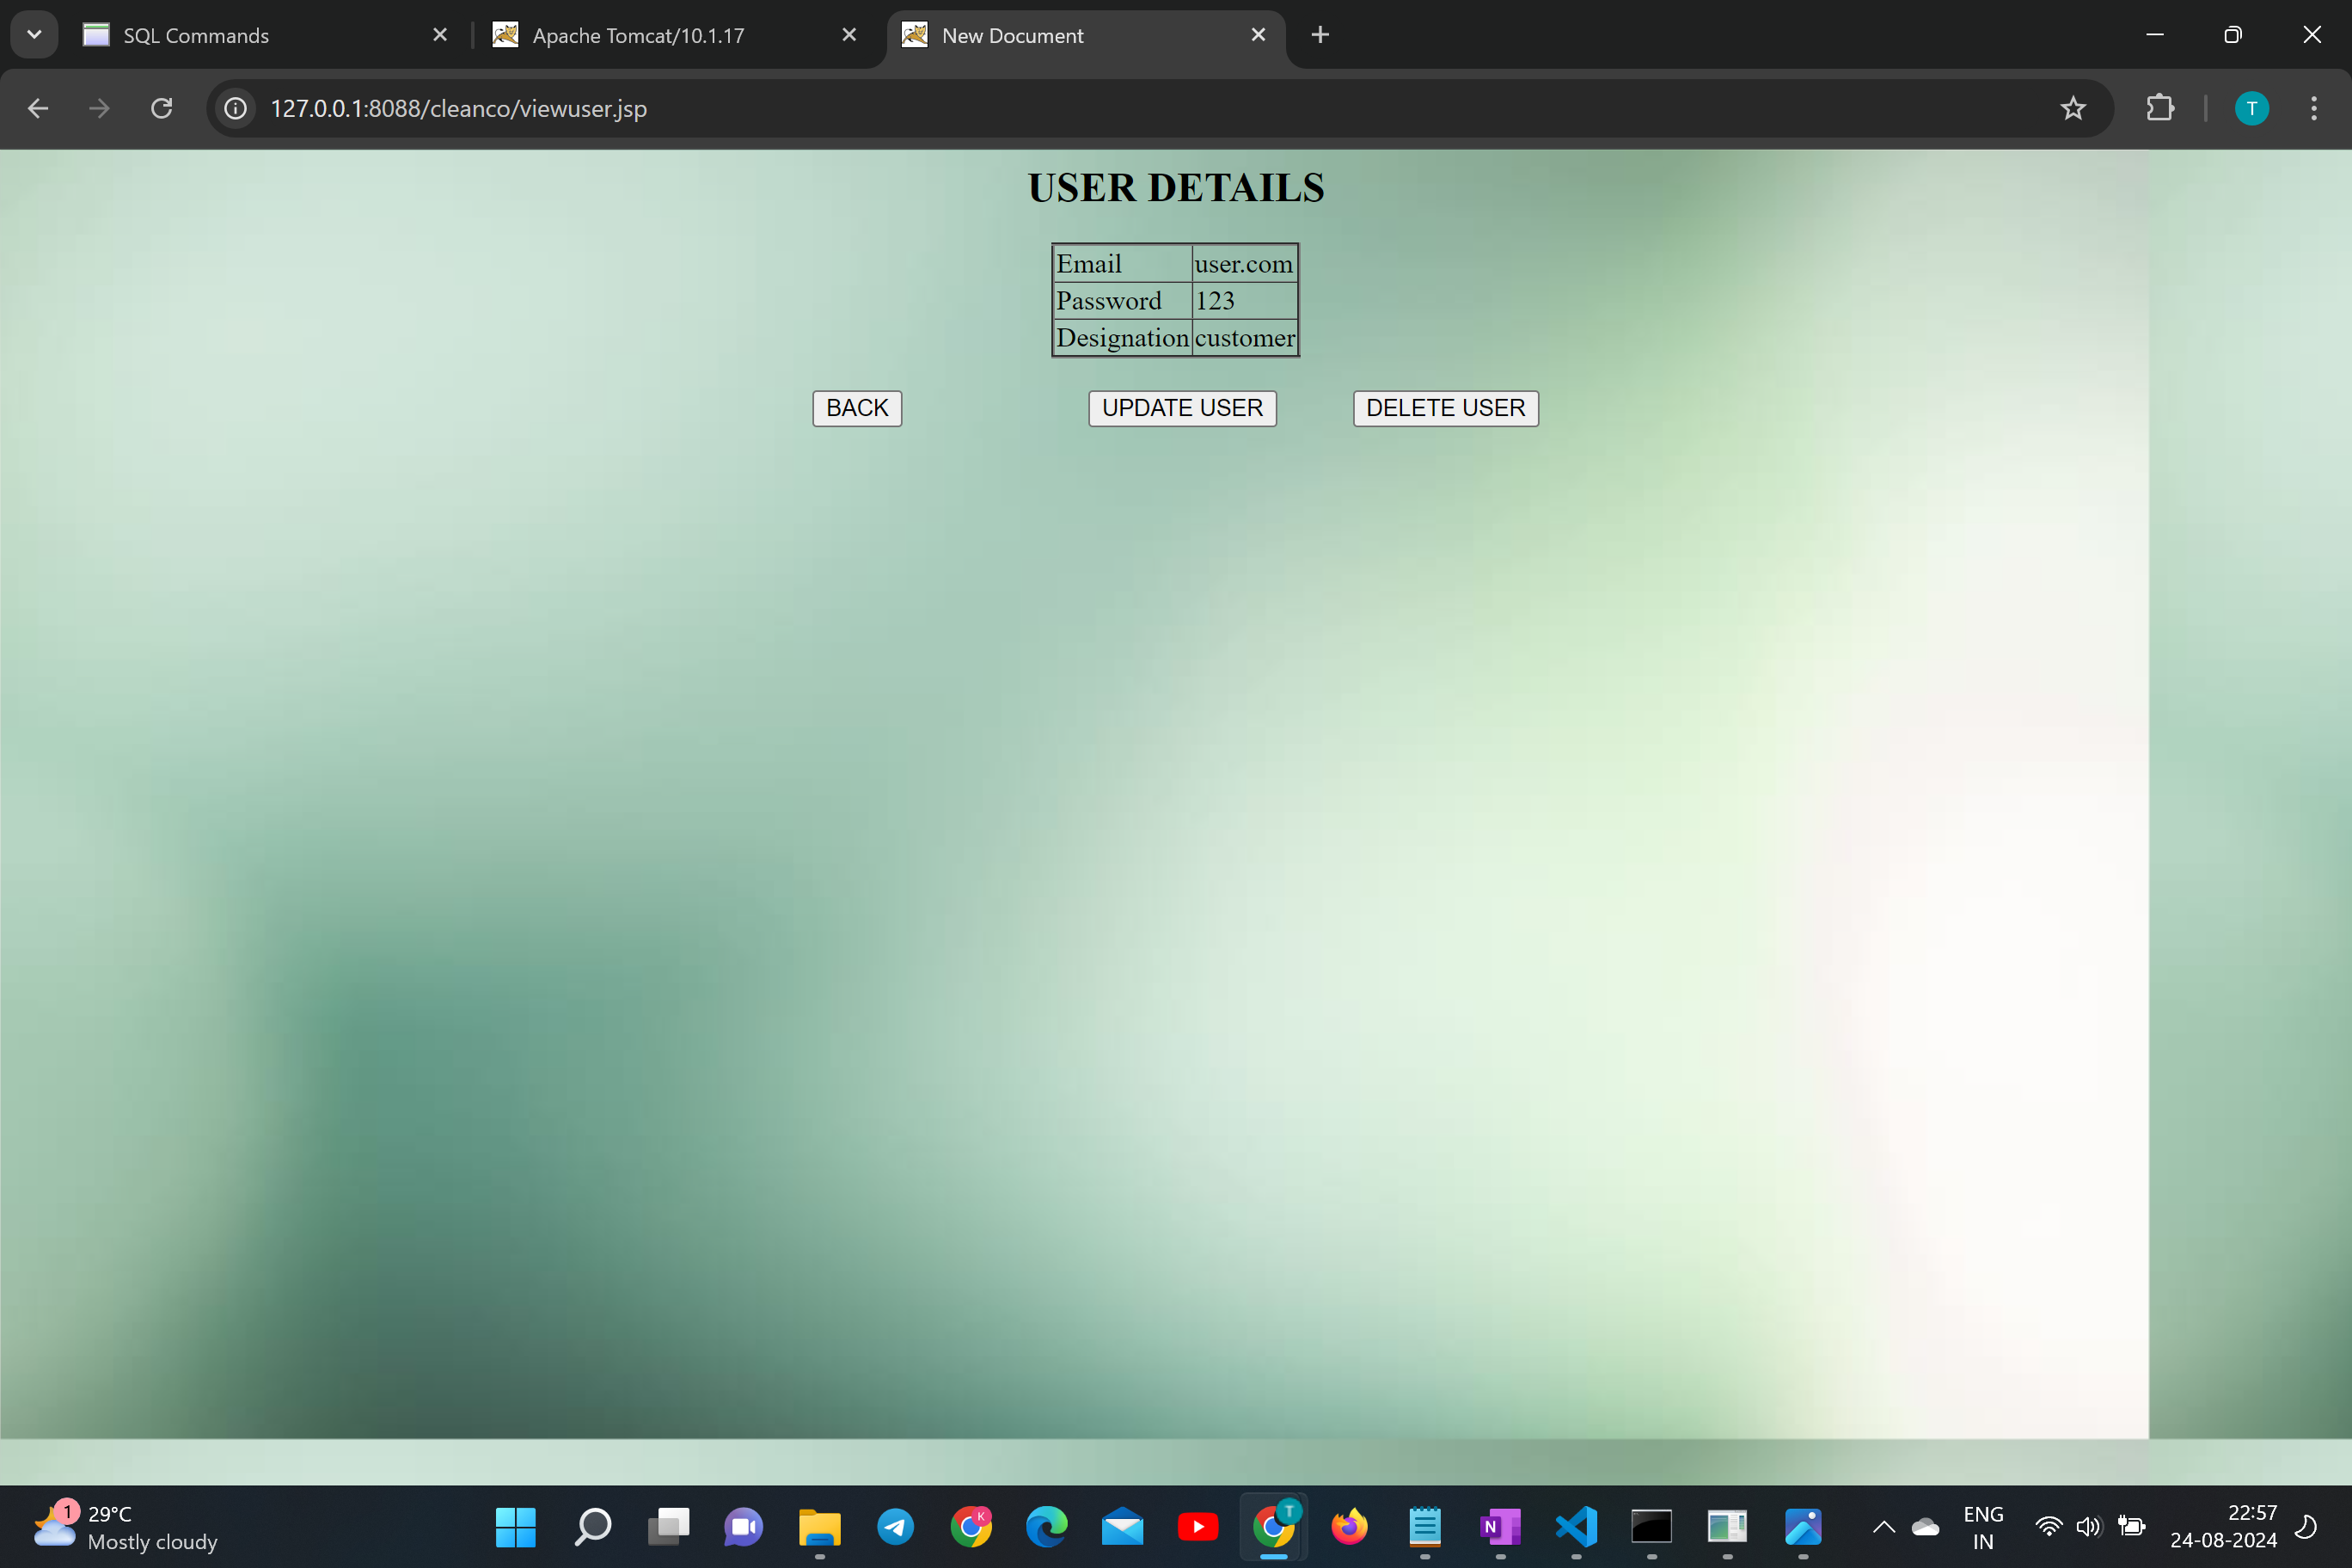 SQL Commands
Apache Tomcat/10.1.17
New Document
127.0.0.1:8088/cleanco/viewuser.jsp
T
USER DETAILS
Email user.com
Password 123
Designation customer
BACK UPDATE USER DELETE USER
1
29°C
Mostly cloudy
K
T
N
ENG
IN
22:57
24-08-2024